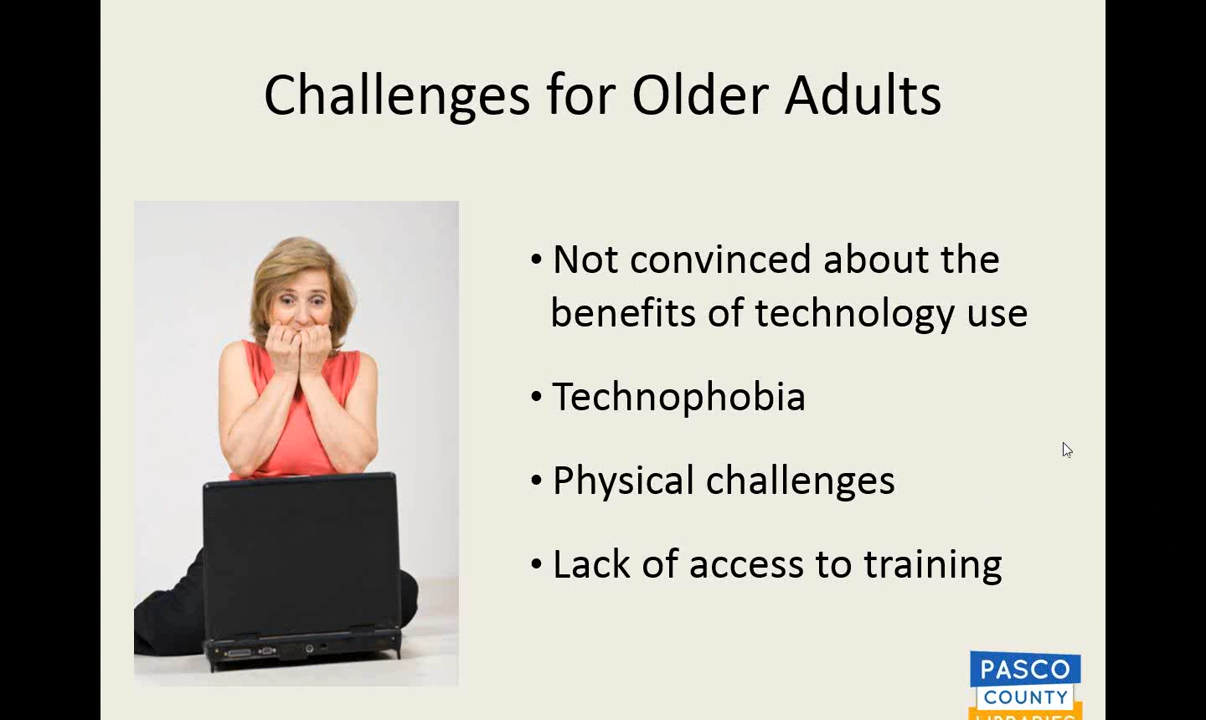 Challenges for Older Adults
• Not convinced about the
benefits of technology use
• Technophobia
• Physical challenges
• Lack of access to training
PASCO
COUNTY
LIBRARIES